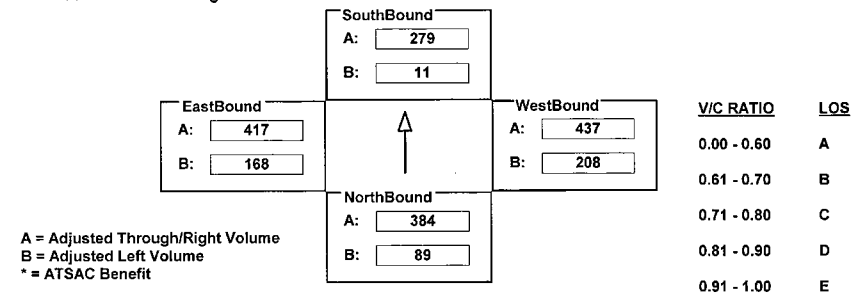 SouthBound
A: 279
B: 11
EastBound
A: 417
B: 168
WestBound
A: 437
B: 208
NorthBound
A: 384
B: 89
A = Adjusted Through/Right Volume
B = Adjusted Left Volume
* = ATSAC Benefit
V/C RATIO LOS
0.00 - 0.60 A
0.61 - 0.70 B
0.71 - 0.80 C
0.81 - 0.90 D
0.91 - 1.00 E